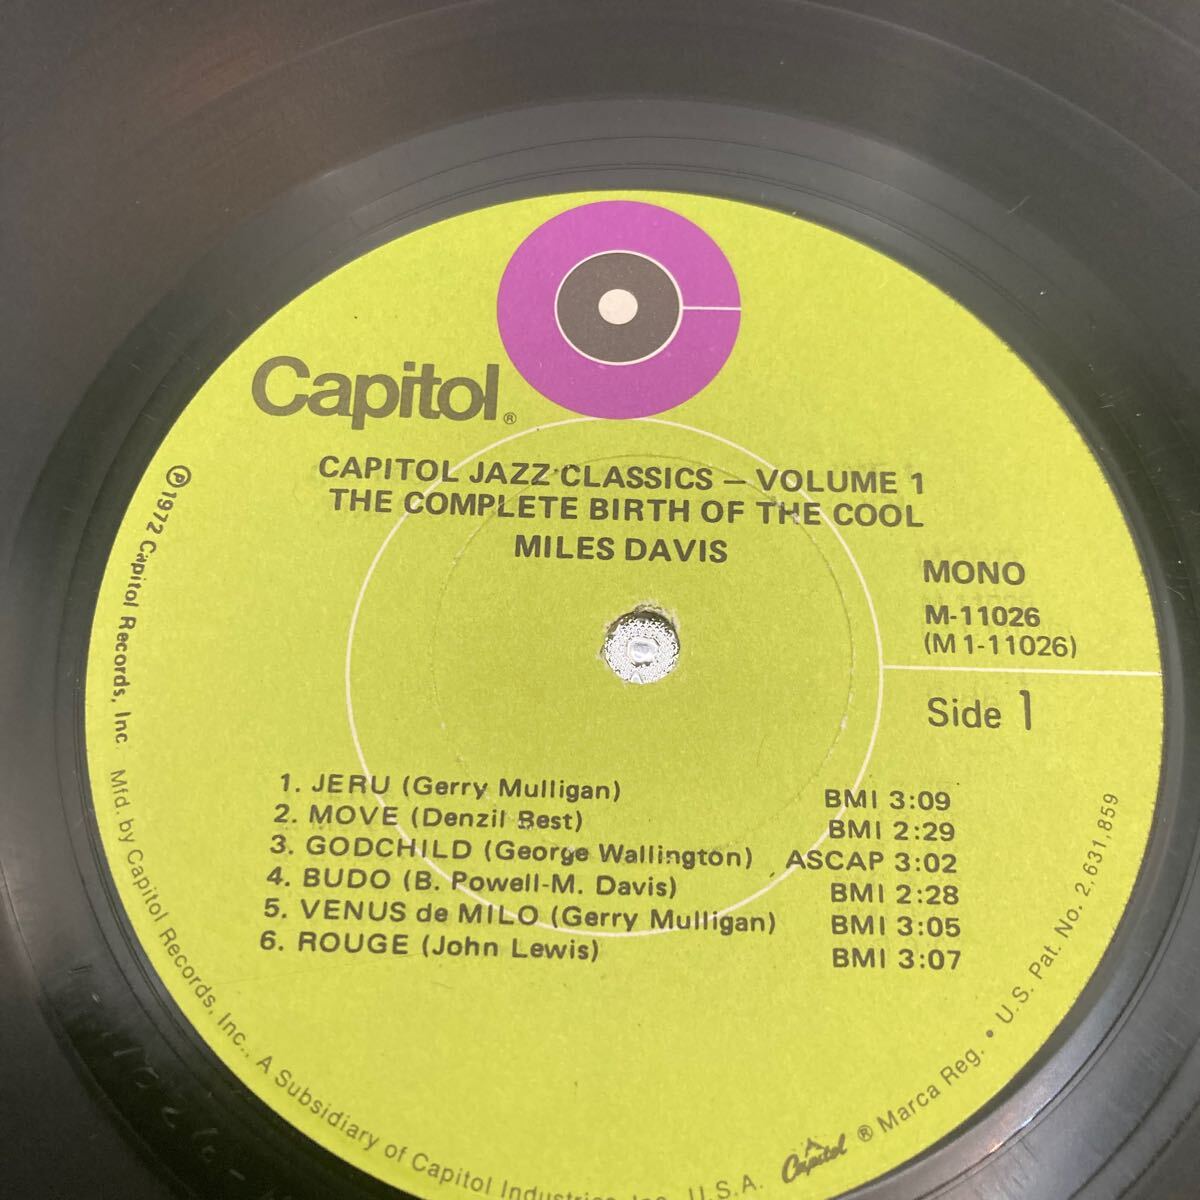 Capitol®
CAPITOL JAZZ CLASSICS – VOLUME 1
THE COMPLETE BIRTH OF THE COOL
MILES DAVIS
MONO
M-11026
(M1-11026)
Side 1
1. JERU (Gerry Mulligan) BMI 3:09
2. MOVE (Denzil Best) BMI 2:29
3. GODCHILD (George Wallington) ASCAP 3:02
4. BUDO (B. Powell-M. Davis) BMI 2:28
5. VENUS de MILO (Gerry Mulligan) BMI 3:05
6. ROUGE (John Lewis) BMI 3:07
℗ 1972 Capitol Records, Inc Mfd. by Capitol Records, Inc., A Subsidiary of Capitol Industries, Inc., U.S.A. Capitol ® Marca Reg. • U.S. Pat. No. 2,631,859